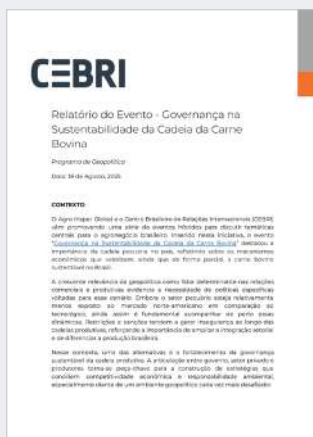 CEBRI
Relatório do Evento - Governança na
Sustentabilidade da Cadeia da Carne
Bovina
Programa de Geopolítica
Data: 19 de Agosto, 2025
CONTEXTO
O Agro Insper Global e o Centro Brasileiro de Relações Internacionais (CEBRI)
vêm promovendo uma série de eventos híbridos para discutir temáticas
centrais para o agronegócio brasileiro. Inserido nesta iniciativa, o evento
"Governança na Sustentabilidade da Cadeia da Carne Bovina" destacou a
importância da cadeia pecuária no país, refletindo sobre os mecanismos
econômicos que valorizem, ainda que de forma parcial, a carne bovina
sustentável no Brasil.
A crescente relevância da geopolítica como fator determinante nas relações
comerciais e produtivas evidencia a necessidade de políticas específicas
voltadas para esse cenário. Embora o setor pecuário esteja relativamente
menos exposto ao mercado norte-americano em comparação ao
tecnológico, ainda assim é fundamental acompanhar de perto essas
dinâmicas. Restrições e sanções tendem a gerar insegurança ao longo das
cadeias produtivas, reforçando a importância de ampliar a integração setorial
e de diferenciar a produção brasileira.
Nesse contexto, uma das alternativas é o fortalecimento da governança
sustentável da cadeia produtiva. A articulação entre governo, setor privado e
produtores torna-se peça-chave para a construção de estratégias que
conciliem competitividade econômica e responsabilidade ambiental,
especialmente diante de um ambiente geopolítico cada vez mais desafiador.